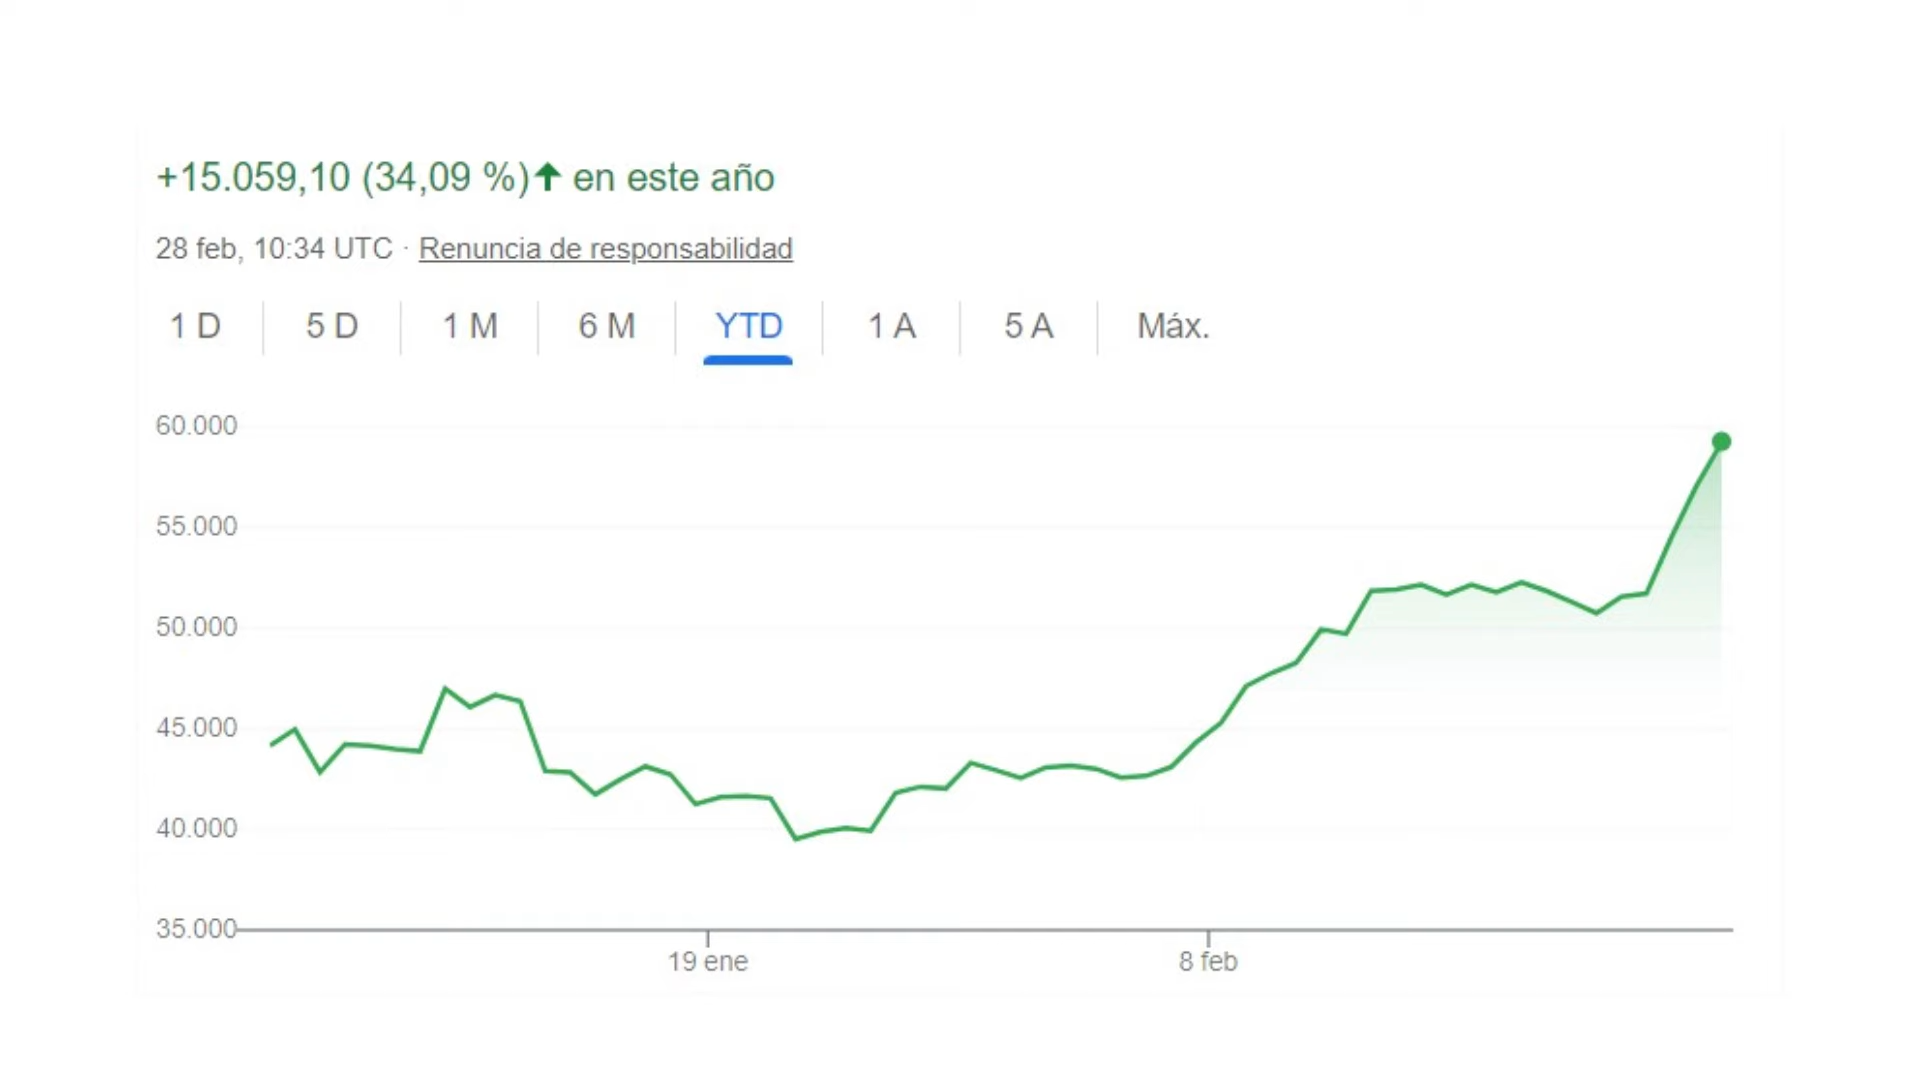 +15.059,10 (34,09 %)↑ en este año
28 feb, 10:34 UTC · Renuncia de responsabilidad
1 D 5 D 1 M 6 M YTD 1 A 5 A Máx.
60.000
55.000
50.000
45.000
40.000
35.000
19 ene 8 feb